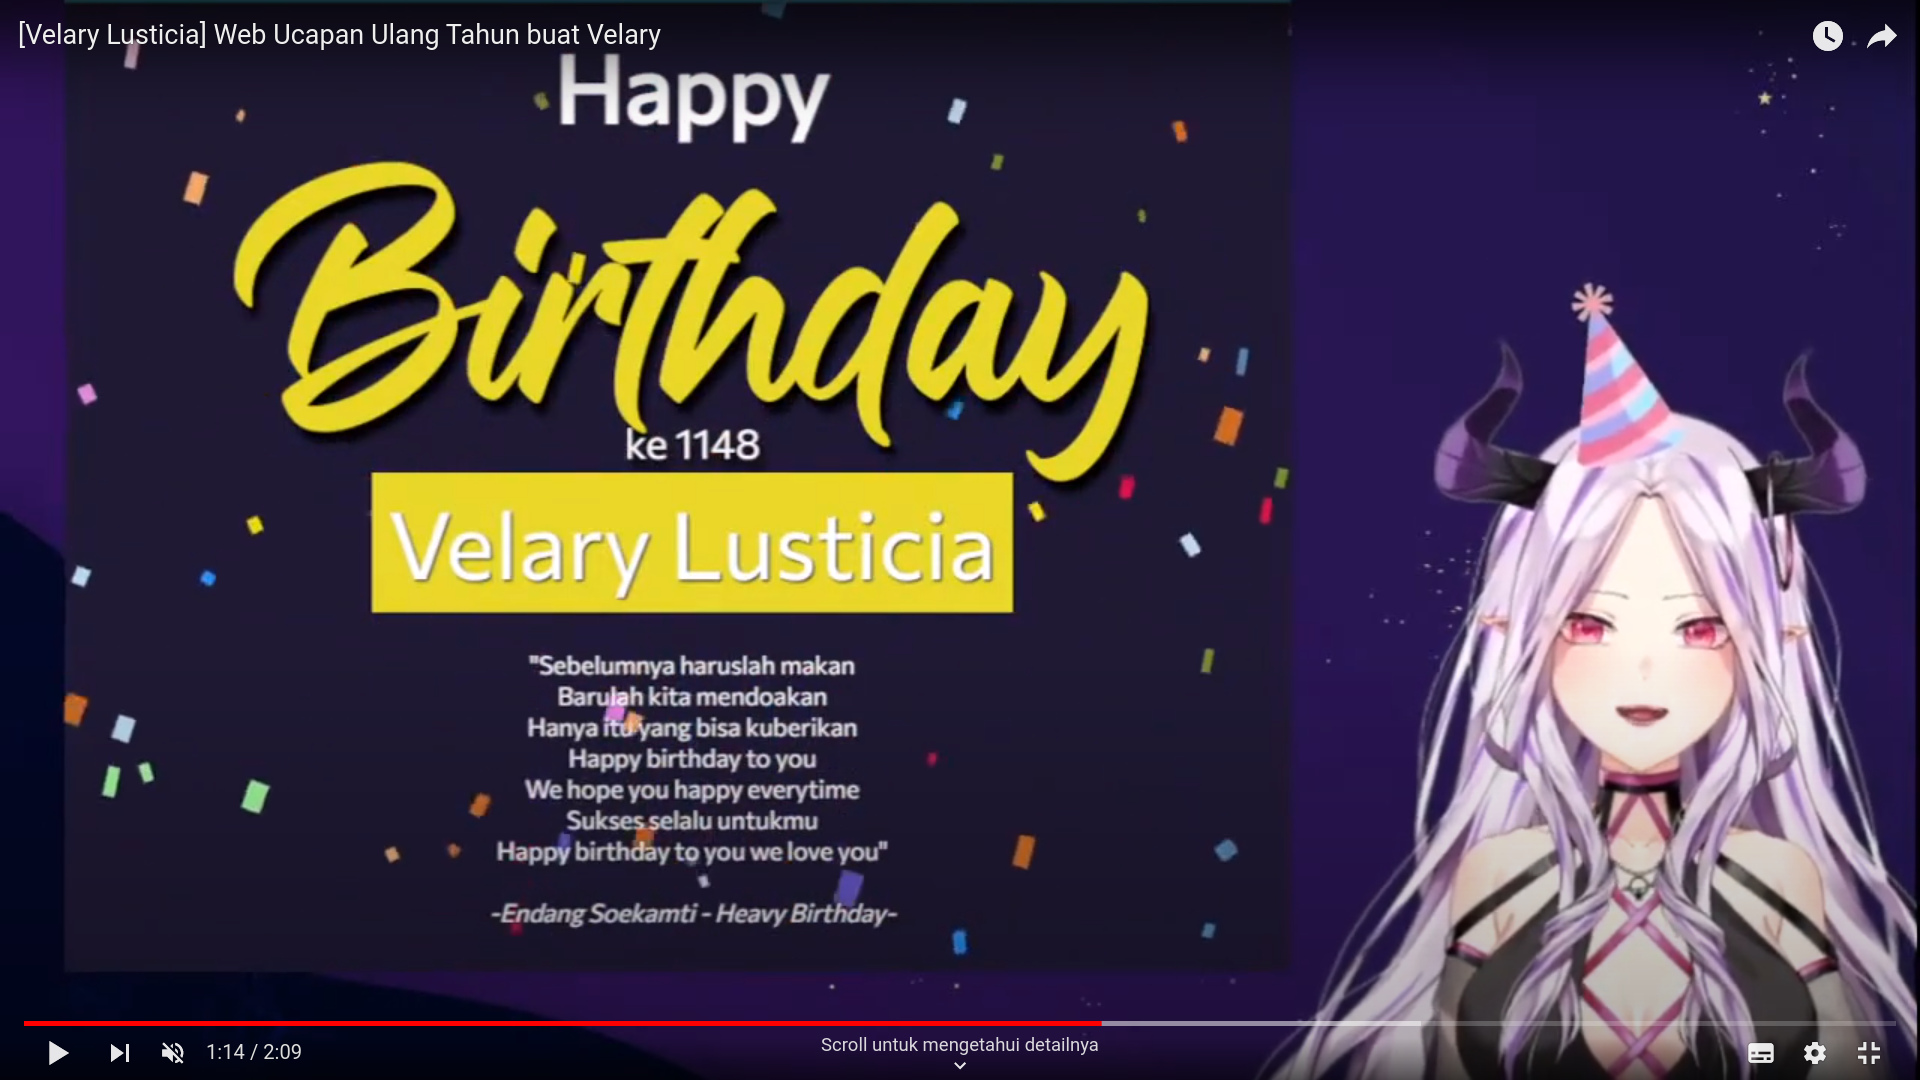 [Velary Lusticia] Web Ucapan Ulang Tahun buat Velary
Happy
Birthday
ke 1148
Velary Lusticia
"Sebelumnya haruslah makan
Barulah kita mendoakan
Hanya itu yang bisa kuberikan
Happy birthday to you
We hope you happy everytime
Sukses selalu untukmu
Happy birthday to you we love you"
-Endang Soekamti - Heavy Birthday-
1:14 / 2:09
Scroll untuk mengetahui detailnya